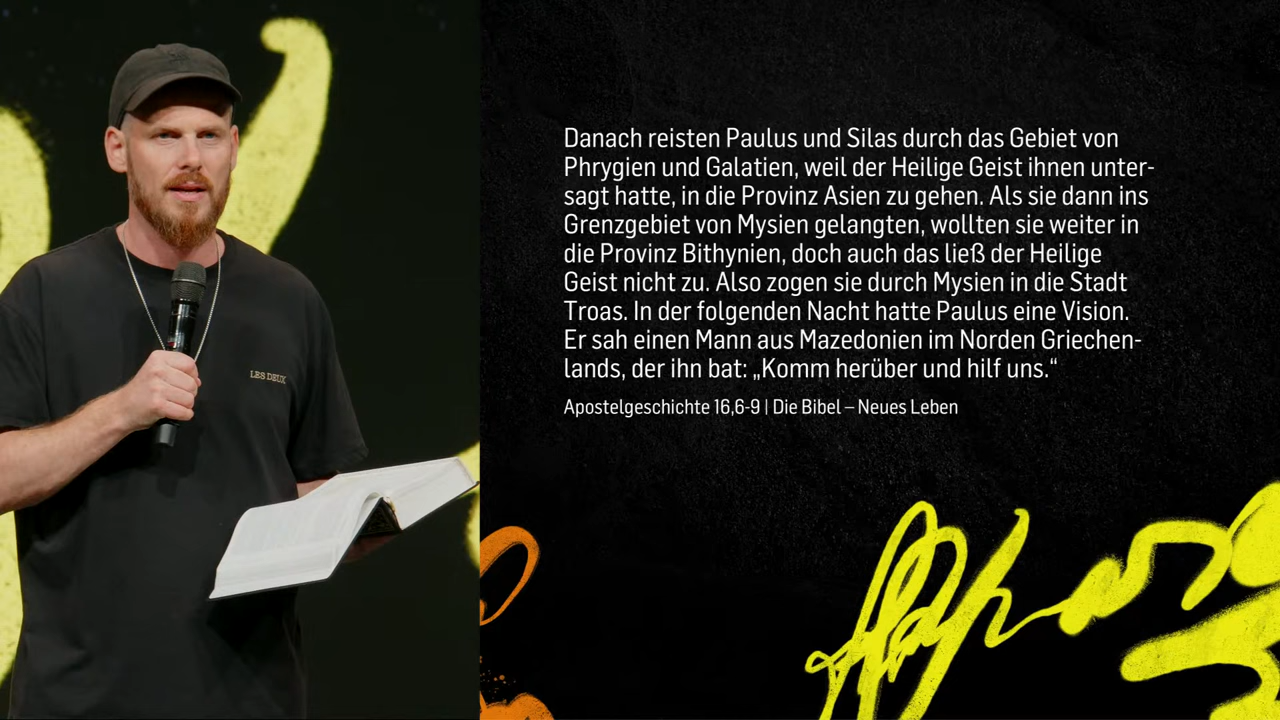 LES DEUX
Danach reisten Paulus und Silas durch das Gebiet von
Phrygien und Galatien, weil der Heilige Geist ihnen unter-
sagt hatte, in die Provinz Asien zu gehen. Als sie dann ins
Grenzgebiet von Mysien gelangten, wollten sie weiter in
die Provinz Bithynien, doch auch das ließ der Heilige
Geist nicht zu. Also zogen sie durch Mysien in die Stadt
Troas. In der folgenden Nacht hatte Paulus eine Vision.
Er sah einen Mann aus Mazedonien im Norden Griechen-
lands, der ihn bat: „Komm herüber und hilf uns.“
Apostelgeschichte 16,6-9 | Die Bibel – Neues Leben